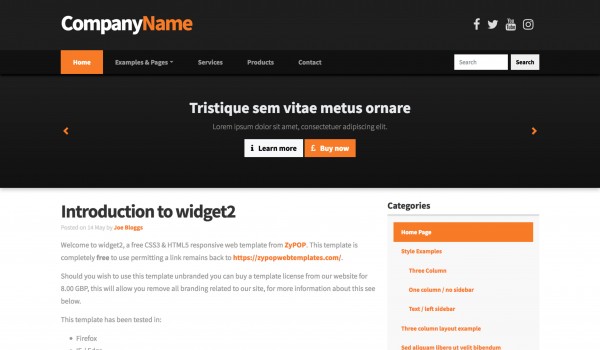 CompanyName
Home
Examples & Pages
Services
Products
Contact
Search
Search
Tristique sem vitae metus ornare
Lorem ipsum dolor sit amet, consectetuer adipiscing elit.
Learn more
£ Buy now
Introduction to widget2
Posted on 14 May by Joe Bloggs
Welcome to widget2, a free CSS3 & HTML5 responsive web template from ZyPOP. This template is
completely free to use permitting a link remains back to https://zypopwebtemplates.com/.
Should you wish to use this template unbranded you can buy a template license from our website for
8.00 GBP, this will allow you remove all branding related to our site, for more information about this see
below.
This template has been tested in:
Firefox
Categories
Home Page
Style Examples
Three Column
One column / no sidebar
Text / left sidebar
Three column layout example
Sed aliquam libero ut velit bibendum